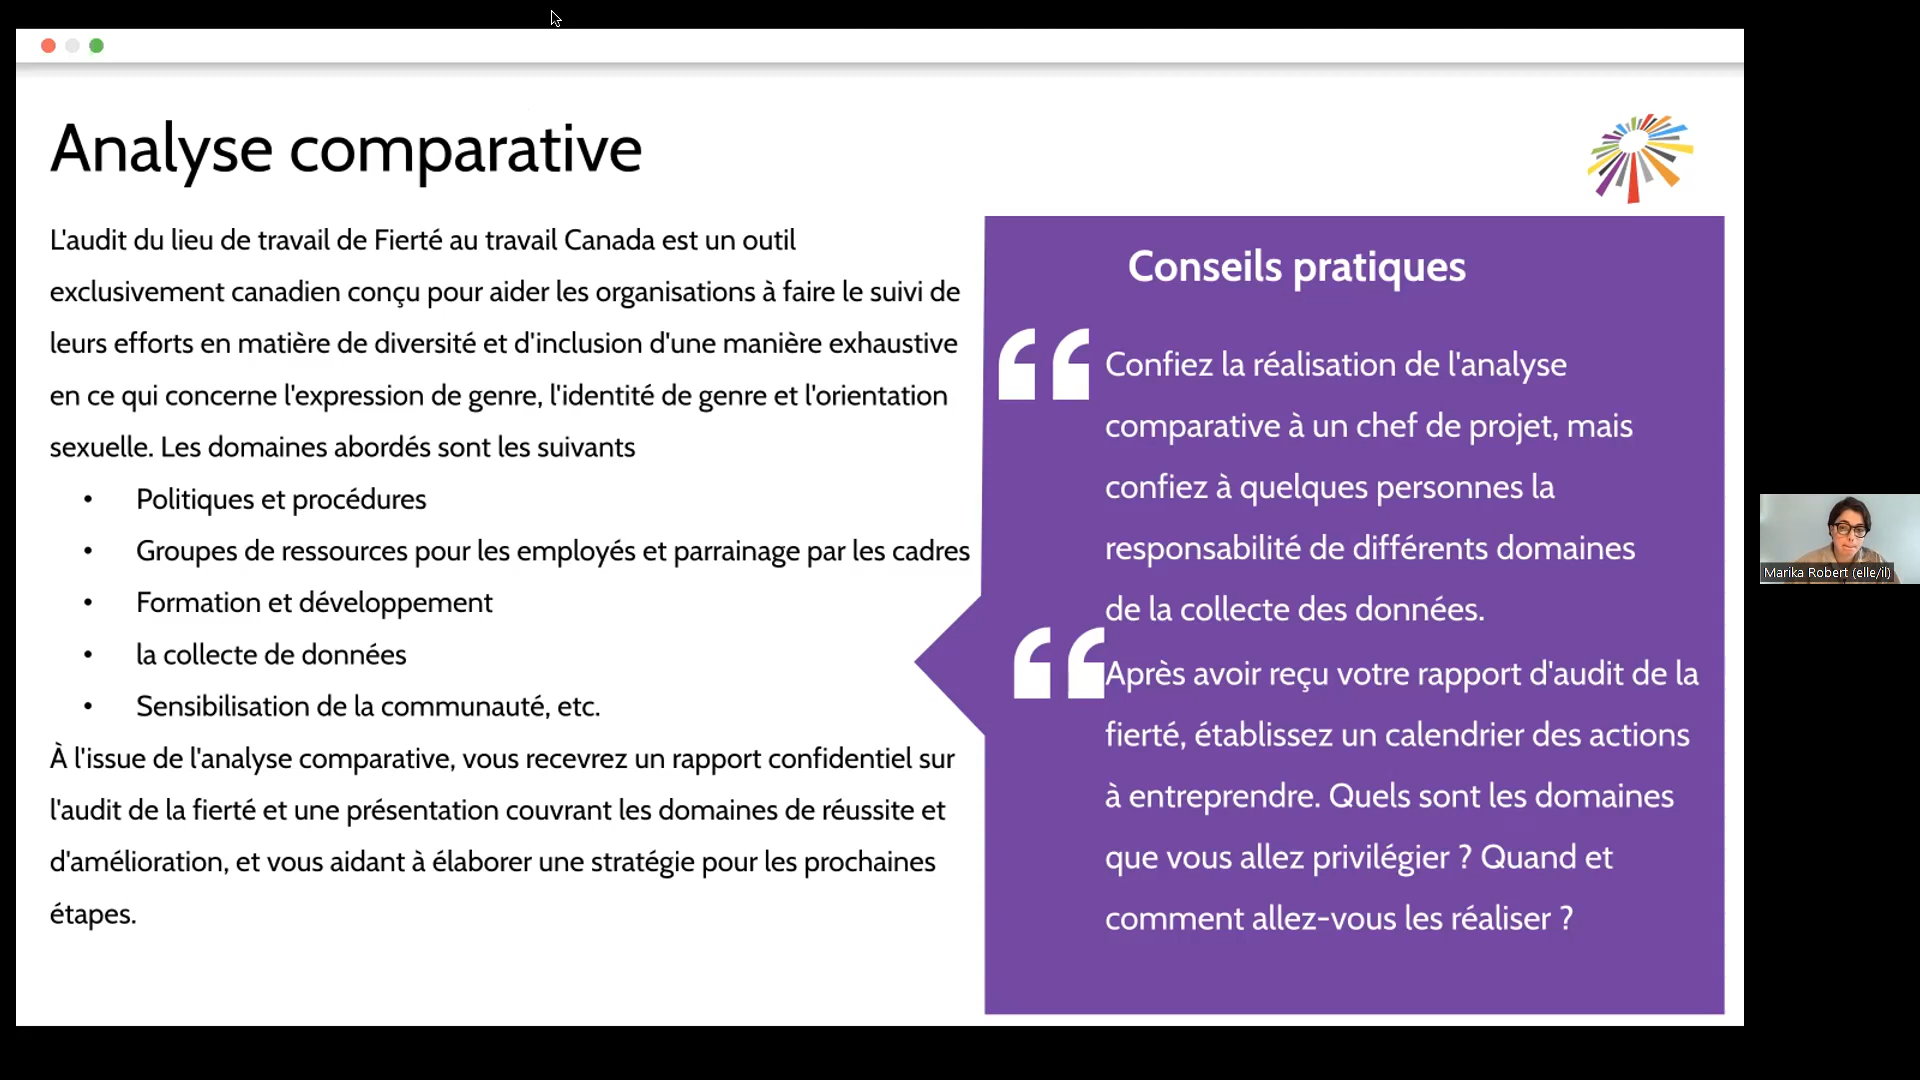 Analyse comparative
L'audit du lieu de travail de Fierté au travail Canada est un outil
exclusivement canadien conçu pour aider les organisations à faire le suivi de
leurs efforts en matière de diversité et d'inclusion d'une manière exhaustive
en ce qui concerne l'expression de genre, l'identité de genre et l'orientation
sexuelle. Les domaines abordés sont les suivants
• Politiques et procédures
• Groupes de ressources pour les employés et parrainage par les cadres
• Formation et développement
• la collecte de données
• Sensibilisation de la communauté, etc.
À l'issue de l'analyse comparative, vous recevrez un rapport confidentiel sur
l'audit de la fierté et une présentation couvrant les domaines de réussite et
d'amélioration, et vous aidant à élaborer une stratégie pour les prochaines
étapes.
Conseils pratiques
“ Confiez la réalisation de l'analyse
comparative à un chef de projet, mais
confiez à quelques personnes la
responsabilité de différents domaines
de la collecte des données.
“ Après avoir reçu votre rapport d'audit de la
fierté, établissez un calendrier des actions
à entreprendre. Quels sont les domaines
que vous allez privilégier ? Quand et
comment allez-vous les réaliser ?
Marika Robert (elle/il)